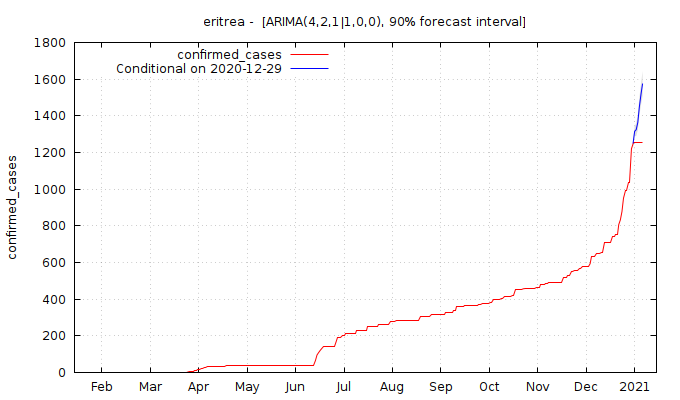 eritrea - [ARIMA(4,2,1|1,0,0), 90% forecast interval]
confirmed_cases
Conditional on 2020-12-29
confirmed_cases
1800
1600
1400
1200
1000
800
600
400
200
0
Feb Mar Apr May Jun Jul Aug Sep Oct Nov Dec 2021